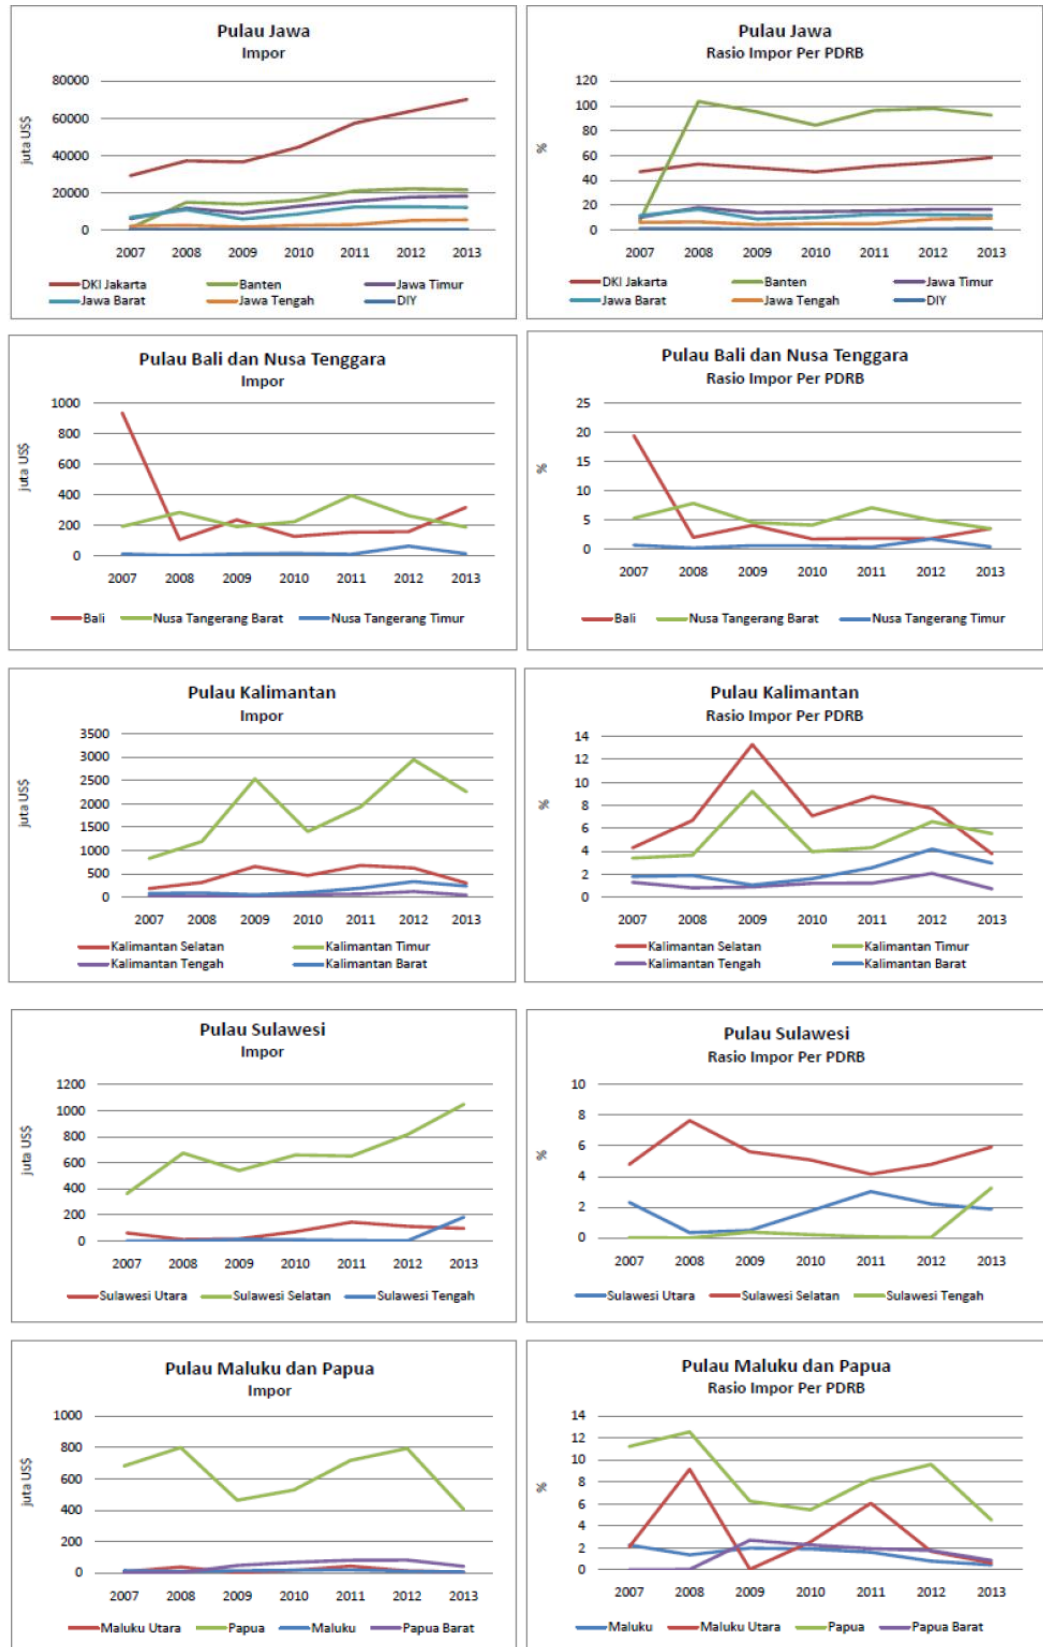 Pulau Jawa
Impor
juta US$
80000
60000
40000
20000
0
2007 2008 2009 2010 2011 2012 2013
DKI Jakarta Banten Jawa Timur
Jawa Barat Jawa Tengah DIY
Pulau Jawa
Rasio Impor Per PDRB
%
120
100
80
60
40
20
0
2007 2008 2009 2010 2011 2012 2013
DKI Jakarta Banten Jawa Timur
Jawa Barat Jawa Tengah DIY
Pulau Bali dan Nusa Tenggara
Impor
juta US$
1000
800
600
400
200
0
2007 2008 2009 2010 2011 2012 2013
Bali Nusa Tangerang Barat Nusa Tangerang Timur
Pulau Bali dan Nusa Tenggara
Rasio Impor Per PDRB
%
25
20
15
10
5
0
2007 2008 2009 2010 2011 2012 2013
Bali Nusa Tangerang Barat Nusa Tangerang Timur
Pulau Kalimantan
Impor
juta US$
3500
3000
2500
2000
1500
1000
500
0
2007 2008 2009 2010 2011 2012 2013
Kalimantan Selatan Kalimantan Timur
Kalimantan Tengah Kalimantan Barat
Pulau Kalimantan
Rasio Impor Per PDRB
%
14
12
10
8
6
4
2
0
2007 2008 2009 2010 2011 2012 2013
Kalimantan Selatan Kalimantan Timur
Kalimantan Tengah Kalimantan Barat
Pulau Sulawesi
Impor
juta US$
1200
1000
800
600
400
200
0
2007 2008 2009 2010 2011 2012 2013
Sulawesi Utara Sulawesi Selatan Sulawesi Tengah
Pulau Sulawesi
Rasio Impor Per PDRB
%
10
8
6
4
2
0
2007 2008 2009 2010 2011 2012 2013
Sulawesi Utara Sulawesi Selatan Sulawesi Tengah
Pulau Maluku dan Papua
Impor
juta US$
1000
800
600
400
200
0
2007 2008 2009 2010 2011 2012 2013
Maluku Utara Papua Maluku Papua Barat
Pulau Maluku dan Papua
Rasio Impor Per PDRB
%
14
12
10
8
6
4
2
0
2007 2008 2009 2010 2011 2012 2013
Maluku Maluku Utara Papua Papua Barat